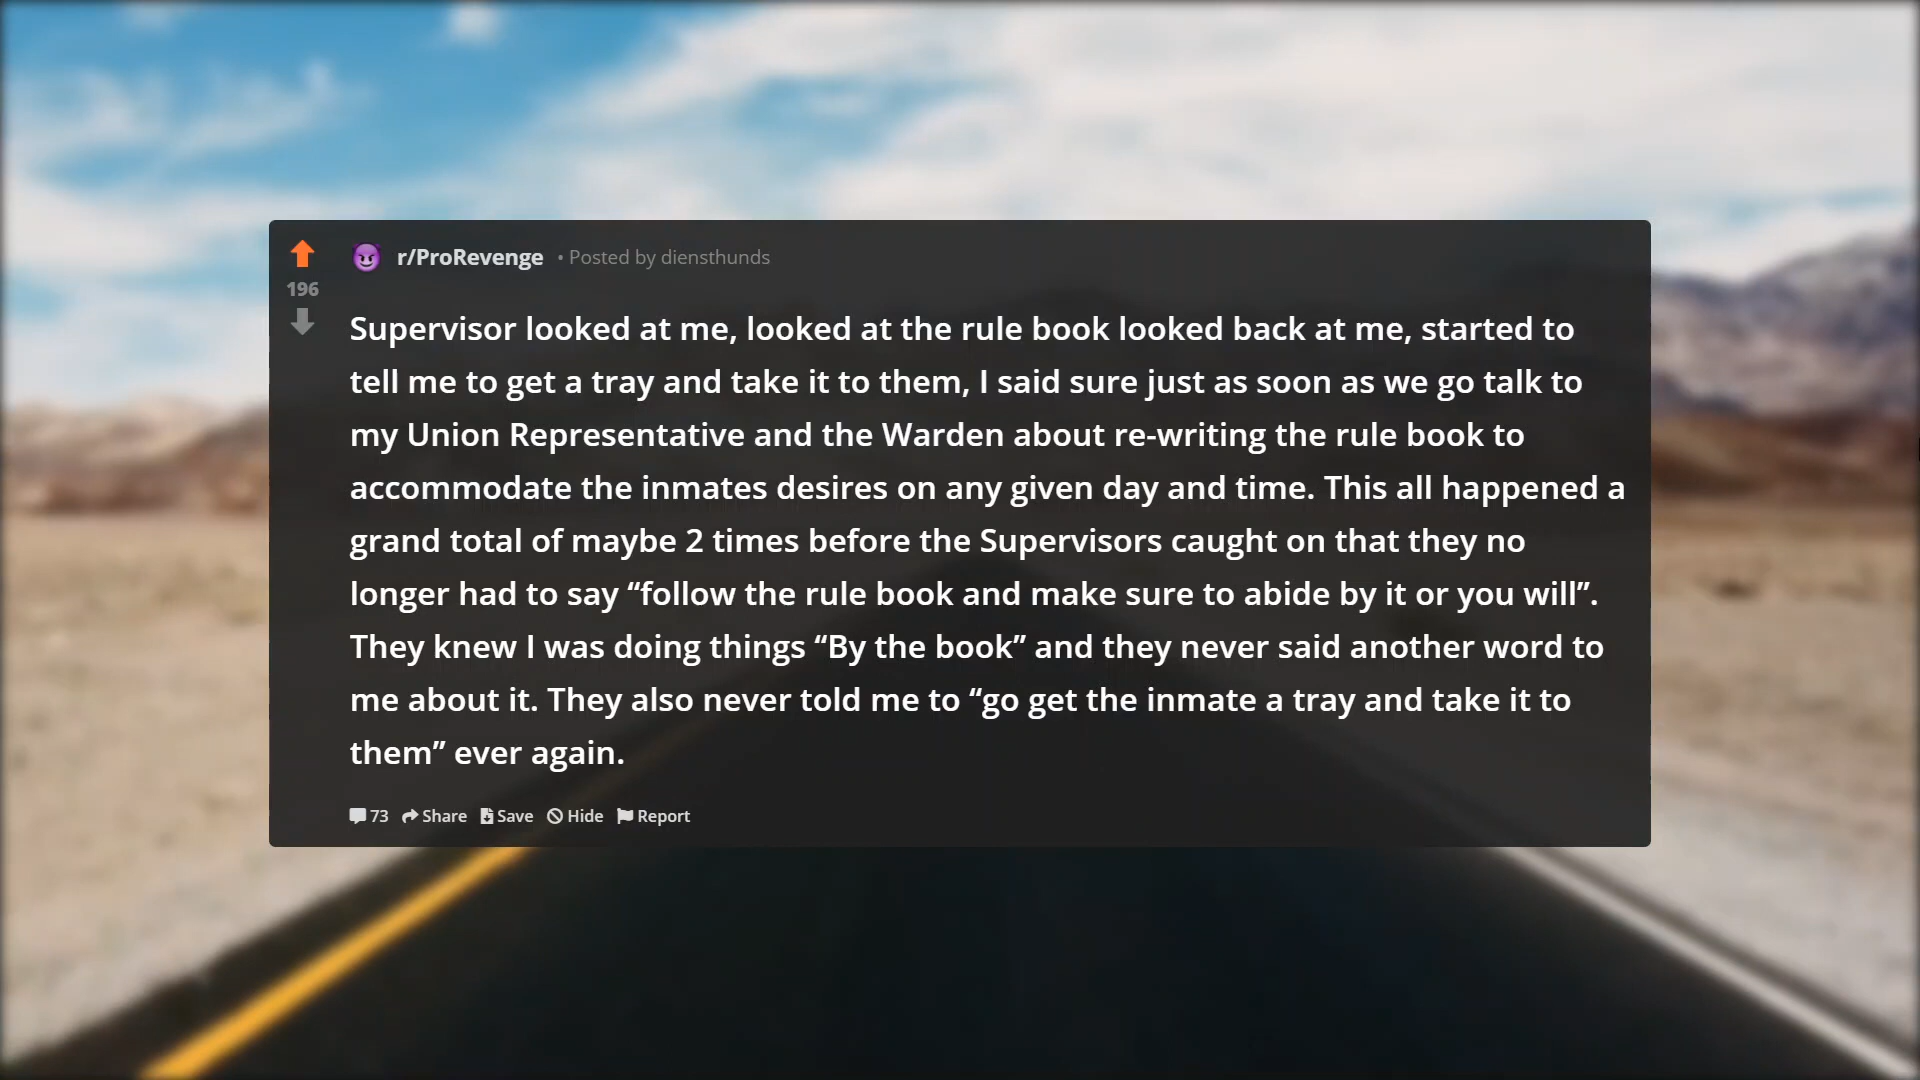 r/ProRevenge • Posted by diensthunds
196
Supervisor looked at me, looked at the rule book looked back at me, started to
tell me to get a tray and take it to them, I said sure just as soon as we go talk to
my Union Representative and the Warden about re-writing the rule book to
accommodate the inmates desires on any given day and time. This all happened a
grand total of maybe 2 times before the Supervisors caught on that they no
longer had to say “follow the rule book and make sure to abide by it or you will”.
They knew I was doing things “By the book” and they never said another word to
me about it. They also never told me to “go get the inmate a tray and take it to
them” ever again.
73 Share Save Hide Report